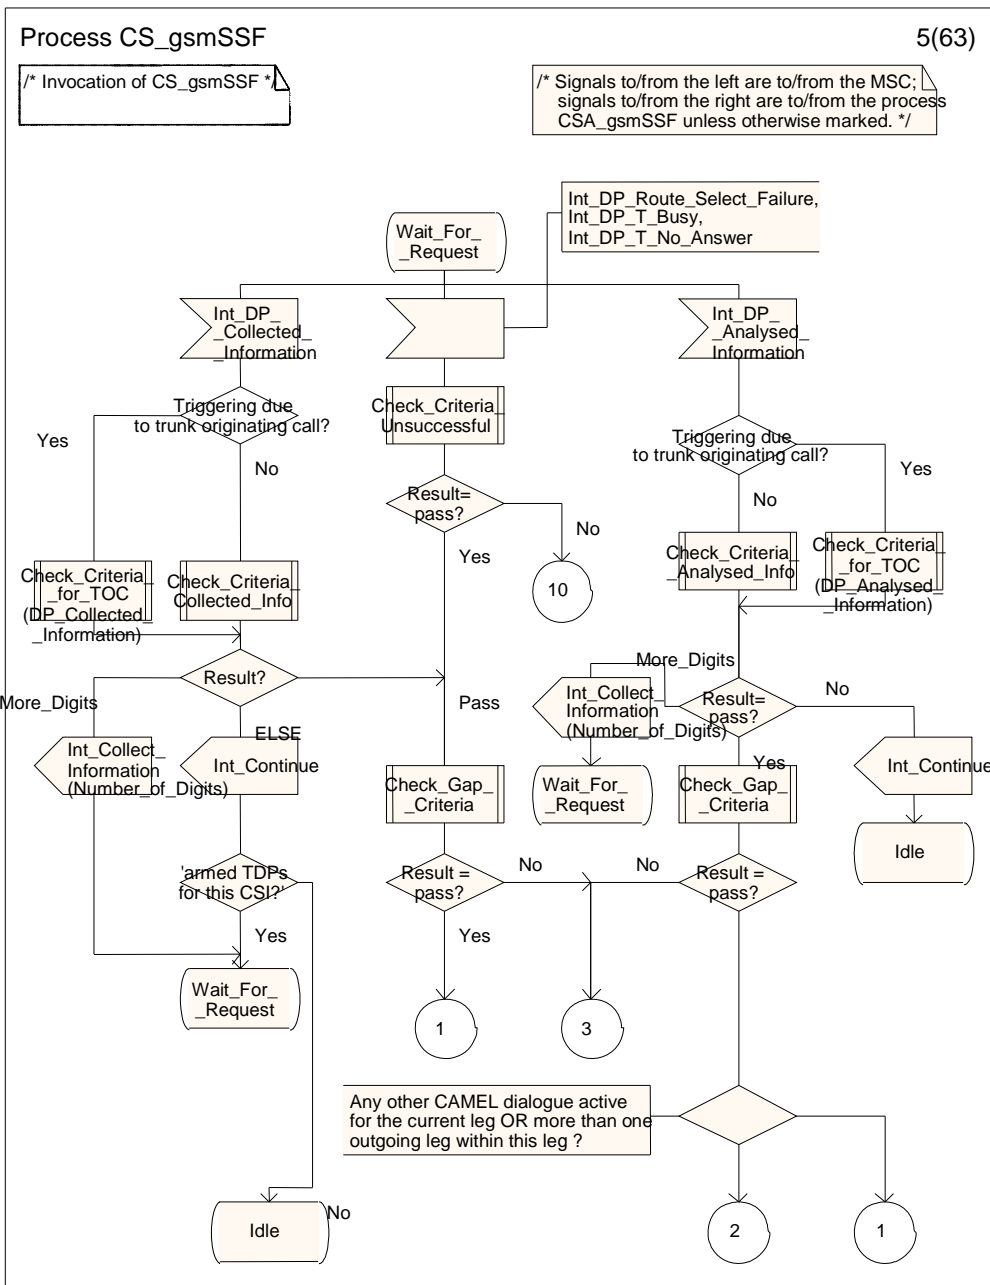 Process CS_gsmSSF
5(63)
/* Invocation of CS_gsmSSF */
/* Signals to/from the left are to/from the MSC;
signals to/from the right are to/from the process
CSA_gsmSSF unless otherwise marked. */
Int_DP_Route_Select_Failure,
Int_DP_T_Busy,
Int_DP_T_No_Answer
Wait_For_
_Request
Int_DP_
_Collected_
_Information
Int_DP_
_Analysed_
Information
Triggering due
to trunk originating call?
Yes
No
Check_Criteria_
Unsuccessful
Triggering due
to trunk originating call?
Yes
No
Result=
pass?
No
Yes
10
Check_Criteria_
_for_TOC
(DP_Collected_
_Information)
Check_Criteria_
Collected_Info
Check_Criteria_
_Analysed_Info
Check_Criteria_
_for_TOC
(DP_Analysed_
_Information)
Result?
More_Digits
ELSE
Pass
More_Digits
Result=
pass?
No
Yes
Int_Collect_
Information
(Number_of_Digits)
Int_Continue
Int_Collect_
Information
(Number_of_Digits)
Int_Continue
Check_Gap_
_Criteria
Wait_For_
_Request
Check_Gap_
_Criteria
Idle
'armed TDPs
for this CSI?'
Yes
No
Result =
pass?
No
Yes
No
Result =
pass?
Wait_For_
_Request
1
3
Any other CAMEL dialogue active
for the current leg OR more than one
outgoing leg within this leg ?
Idle
2
1